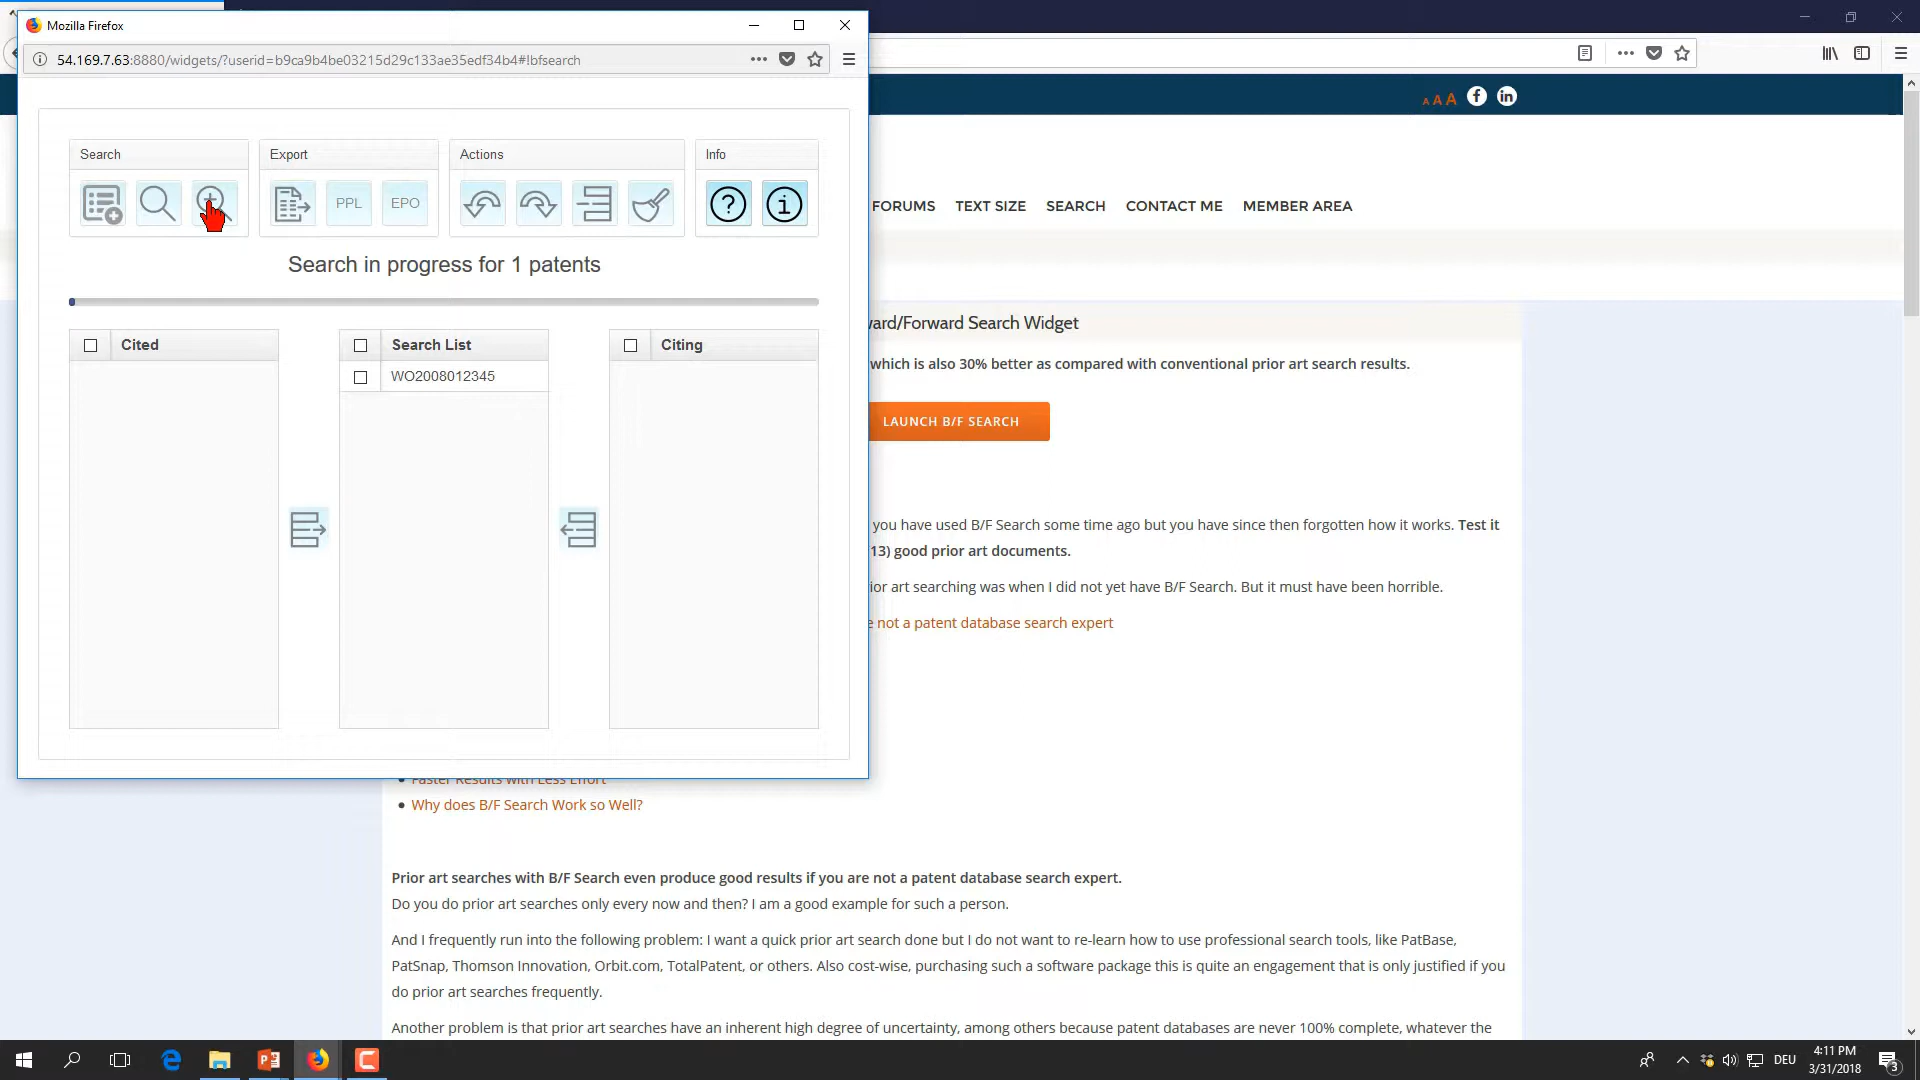 Mozilla Firefox
54.169.7.63:8880/widgets/?userid=b9ca9b4be03215d29c133ae35edf34b4#!bfsearch
A A A
Search
Export
Actions
Info
PPL
EPO
FORUMS
TEXT SIZE
SEARCH
CONTACT ME
MEMBER AREA
Search in progress for 1 patents
Cited
Search List
Citing
WO2008012345
ward/Forward Search Widget
which is also 30% better as compared with conventional prior art search results.
LAUNCH B/F SEARCH
you have used B/F Search some time ago but you have since then forgotten how it works. Test it
13) good prior art documents.
ior art searching was when I did not yet have B/F Search. But it must have been horrible.
e not a patent database search expert
Faster Results with Less Effort
Why does B/F Search Work so Well?
Prior art searches with B/F Search even produce good results if you are not a patent database search expert.
Do you do prior art searches only every now and then? I am a good example for such a person.
And I frequently run into the following problem: I want a quick prior art search done but I do not want to re-learn how to use professional search tools, like PatBase,
PatSnap, Thomson Innovation, Orbit.com, TotalPatent, or others. Also cost-wise, purchasing such a software package this is quite an engagement that is only justified if you
do prior art searches frequently.
Another problem is that prior art searches have an inherent high degree of uncertainty, among others because patent databases are never 100% complete, whatever the
DEU
4:11 PM
3/31/2018
3